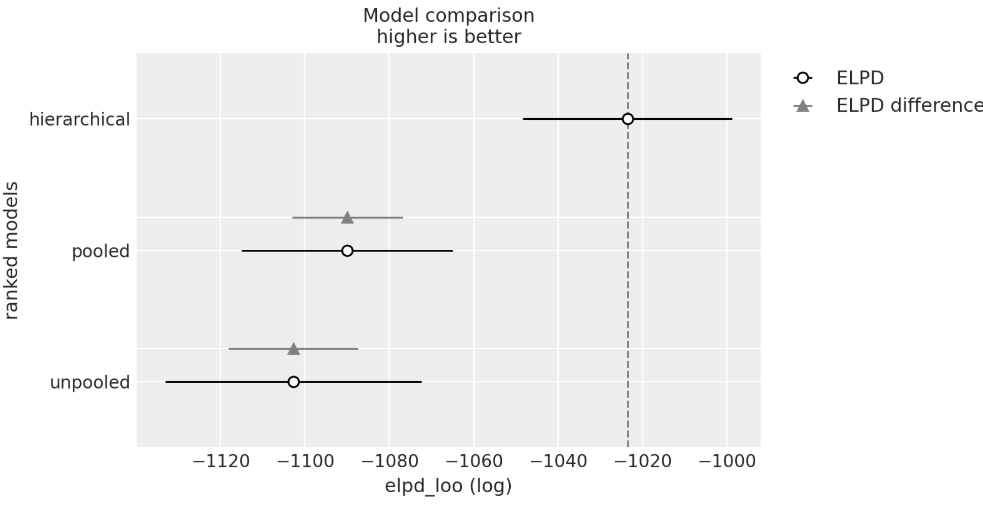 Model comparison
higher is better
ELPD
ELPD difference
hierarchical
pooled
unpooled
ranked models
−1120 −1100 −1080 −1060 −1040 −1020 −1000
elpd_loo (log)